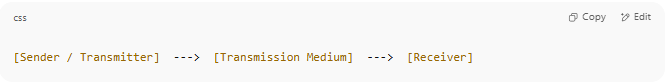 css Copy Edit
[Sender / Transmitter] ---> [Transmission Medium] ---> [Receiver]